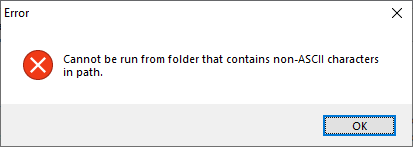 Error
Cannot be run from folder that contains non-ASCII characters
in path.
OK